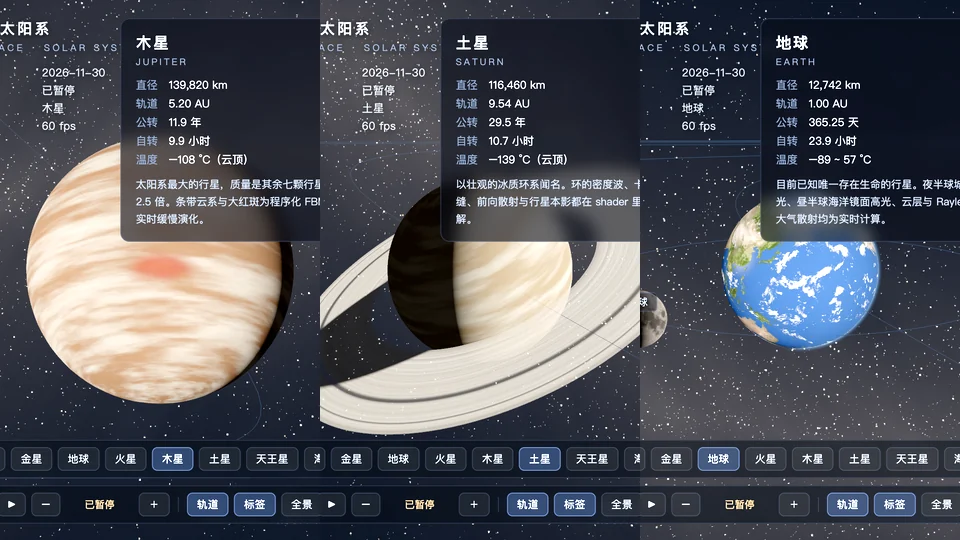 太阳系
ACE · SOLAR SYS
2026-11-30
已暂停
木星
60 fps
木星
JUPITER
直径 139,820 km
轨道 5.20 AU
公转 11.9 年
自转 9.9 小时
温度 −108 ℃（云顶）
太阳系最大的行星，质量是其余七颗行星
2.5 倍。条带云系与大红斑为程序化 FBM
实时缓慢演化。
金星 地球 火星 木星 土星 天王星 海
▶ − 已暂停 + 轨道 标签 全景
太阳系
ACE · SOLAR SYS
2026-11-30
已暂停
土星
60 fps
土星
SATURN
直径 116,460 km
轨道 9.54 AU
公转 29.5 年
自转 10.7 小时
温度 −139 ℃（云顶）
以壮观的冰质环系闻名。环的密度波、卡
缝、前向散射与行星本影都在 shader 里
解。
金星 地球 火星 木星 土星 天王星 海
▶ − 已暂停 + 轨道 标签 全景
太阳系
ACE · SOLAR SYS
2026-11-30
已暂停
地球
60 fps
地球
EARTH
直径 12,742 km
轨道 1.00 AU
公转 365.25 天
自转 23.9 小时
温度 −89 ~ 57 ℃
目前已知唯一存在生命的行星。夜半球城
光、昼半球海洋镜面高光、云层与 Rayle
大气散射均为实时计算。
球
金星 地球 火星 木星 土星 天王星 海
▶ − 已暂停 + 轨道 标签 全景